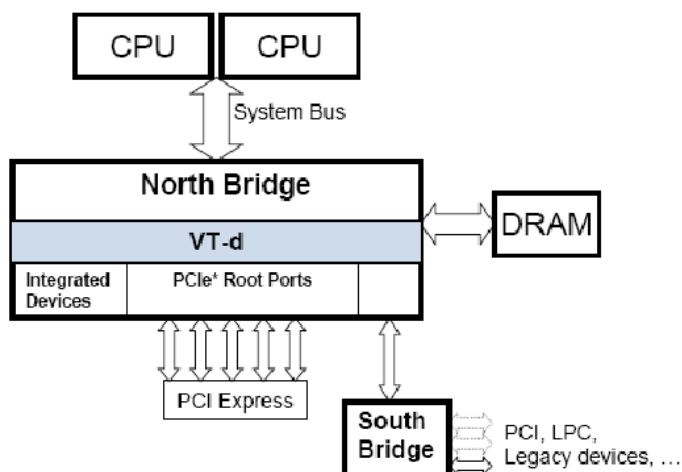 CPU CPU
System Bus
North Bridge
DRAM
VT-d
Integrated
Devices
PCIe* Root Ports
PCI Express
South
Bridge
PCI, LPC,
Legacy devices, ...